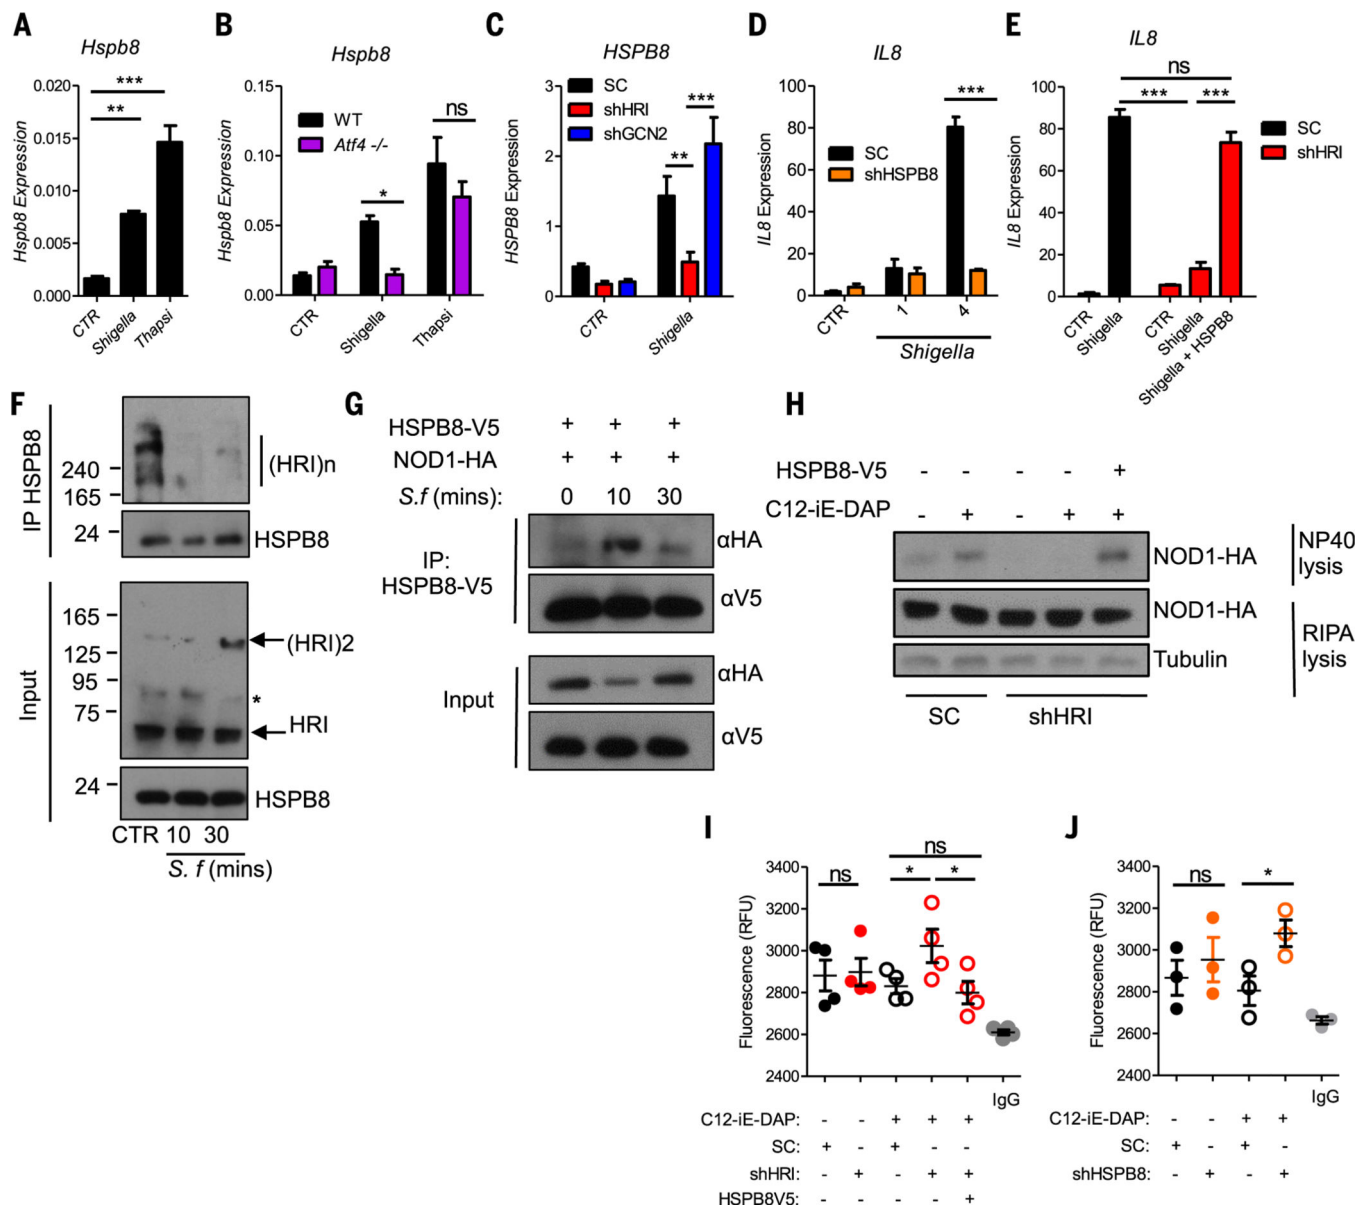 A
Hspb8
Hspb8 Expression
0.020
0.015
0.010
0.005
0.000
***
**
CTR
Shigella
Thapsi
B
Hspb8
Hspb8 Expression
0.15
0.10
0.05
0.00
WT
Atf4 -/-
*
ns
CTR
Shigella
Thapsi
C
HSPB8
HSPB8 Expression
3
2
1
0
SC
shHRI
shGCN2
**
***
CTR
Shigella
D
IL8
IL8 Expression
100
80
60
40
20
0
SC
shHSPB8
***
CTR
1
4
Shigella
E
IL8
IL8 Expression
100
80
60
40
20
0
ns
*** ***
SC
shHRI
CTR
Shigella
CTR
Shigella
Shigella + HSPB8
F
IP HSPB8
240
165
(HRI)n
24
HSPB8
Input
165
125
95
75
(HRI)2
*
HRI
24
HSPB8
CTR 10 30
S. f (mins)
G
HSPB8-V5 + + +
NOD1-HA + + +
S.f (mins): 0 10 30
IP:
HSPB8-V5
αHA
αV5
Input
αHA
αV5
H
HSPB8-V5 - - - - +
C12-iE-DAP - + - + +
NOD1-HA
NP40
lysis
NOD1-HA
Tubulin
RIPA
lysis
SC shHRI
I
Fluorescence (RFU)
3400
3200
3000
2800
2600
2400
ns
ns
* *
IgG
C12-iE-DAP: - - + + +
SC: + - + - -
shHRI: - + - + +
HSPB8V5: - - - - +
J
Fluorescence (RFU)
3400
3200
3000
2800
2600
2400
ns
*
IgG
C12-iE-DAP: - - + +
SC: + - + -
shHSPB8: - + - +